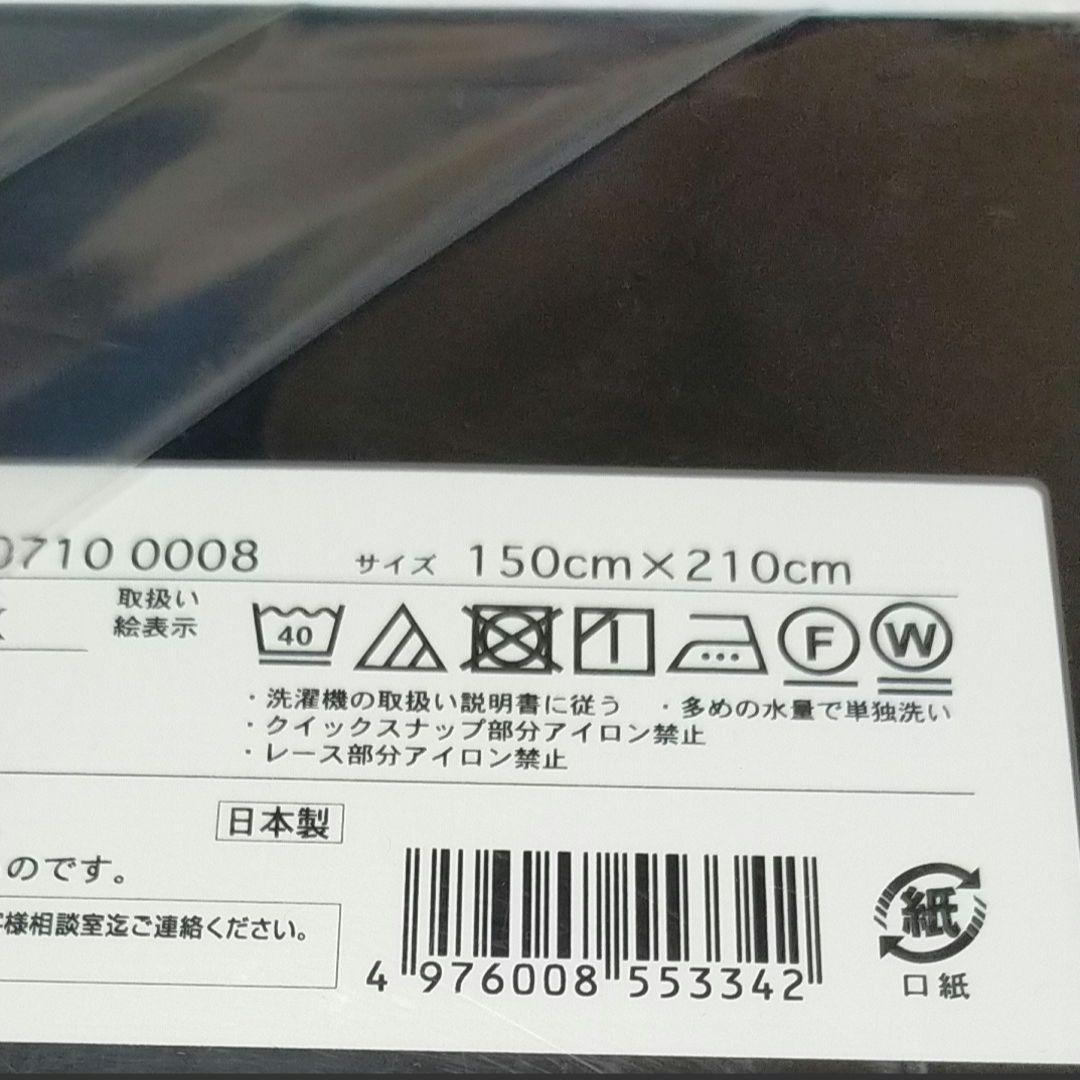 0710 0008 サイズ 150cm×210cm
取扱い
絵表示
40 F W
・洗濯機の取扱い説明書に従う ・多めの水量で単独洗い
・クイックスナップ部分アイロン禁止
・レース部分アイロン禁止
日本製
のです。
様相談室迄ご連絡ください。
4 976008 553342
紙
口紙